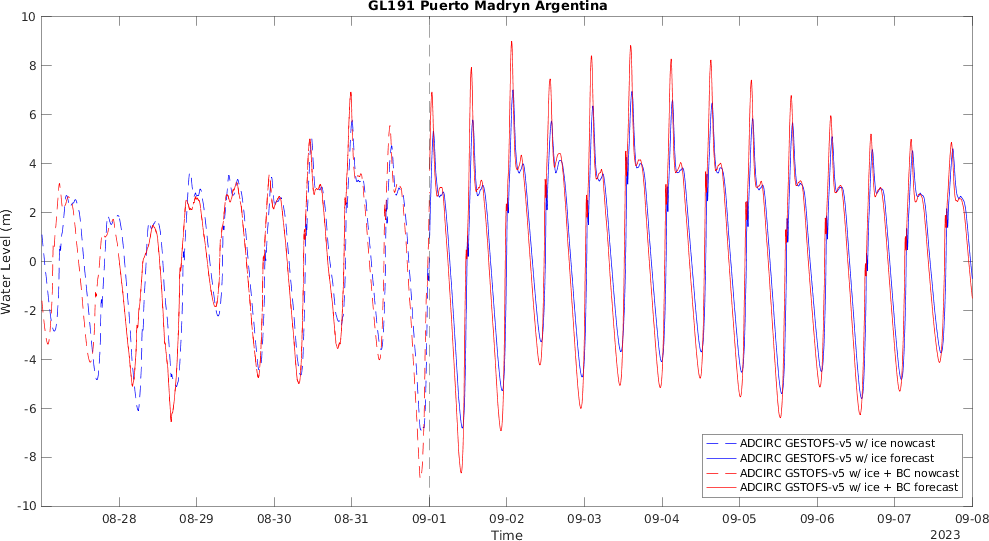 GL191 Puerto Madryn Argentina
10
8
6
4
2
0
-2
-4
-6
-8
-10
Water Level (m)
ADCIRC GESTOFS-v5 w/ ice nowcast
ADCIRC GESTOFS-v5 w/ ice forecast
ADCIRC GSTOFS-v5 w/ ice + BC nowcast
ADCIRC GSTOFS-v5 w/ ice + BC forecast
08-28 08-29 08-30 08-31 09-01 09-02 09-03 09-04 09-05 09-06 09-07 09-08
Time
2023